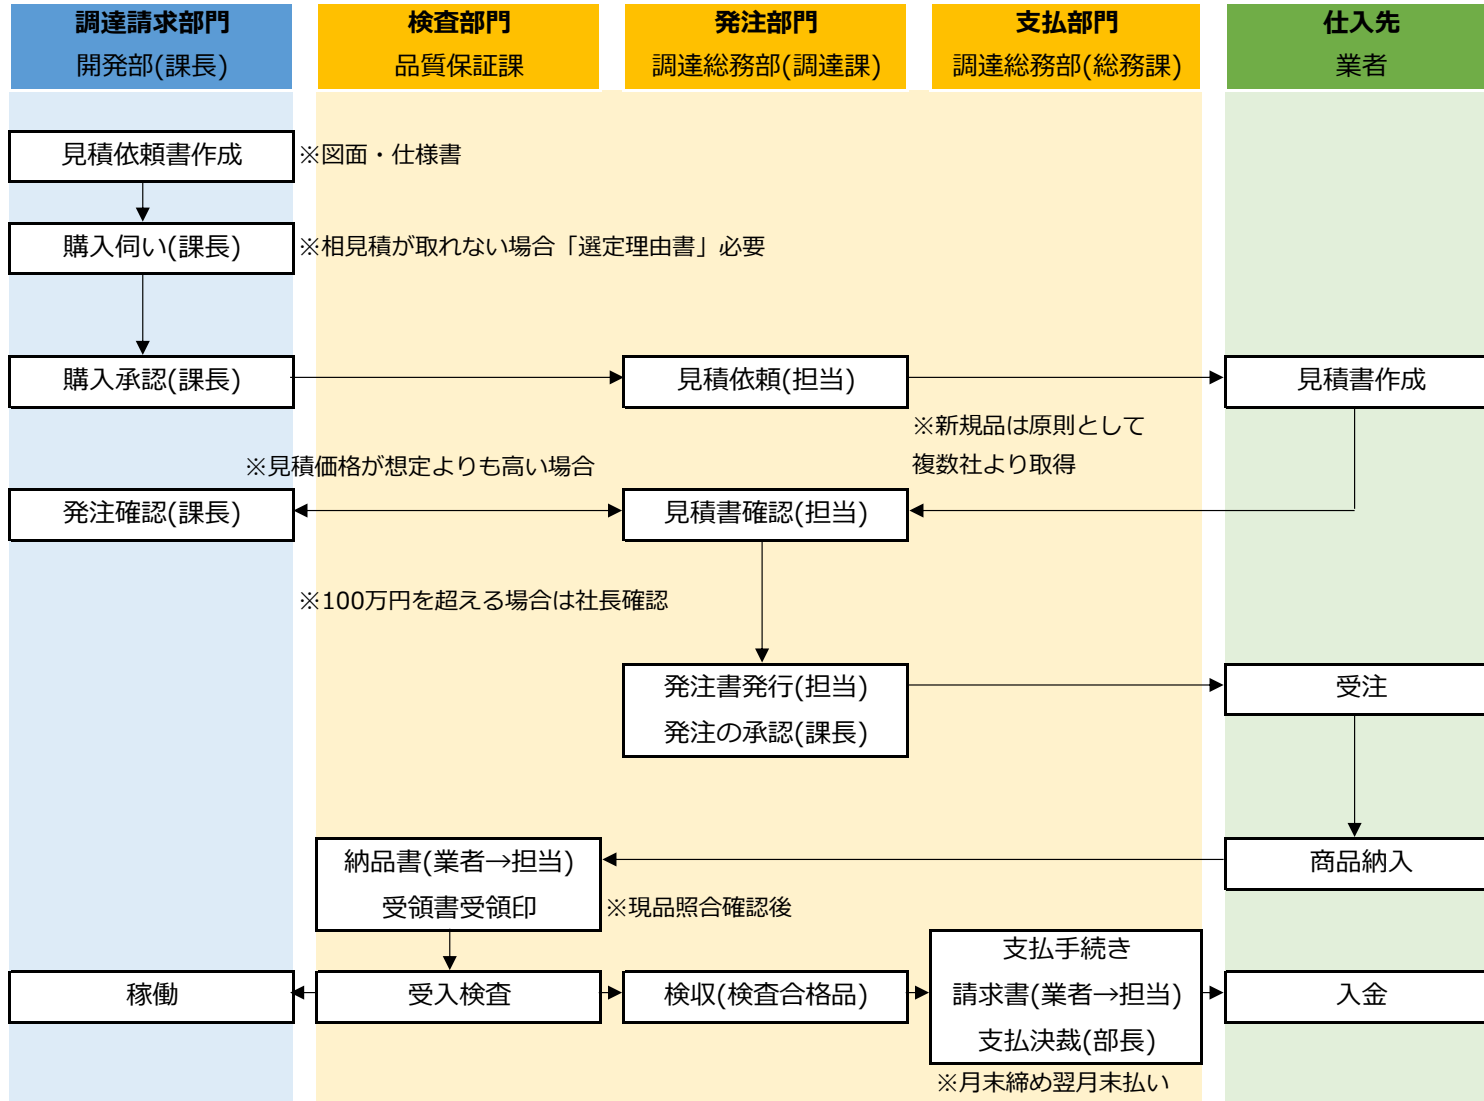 調達請求部門
開発部(課長)
検査部門
品質保証課
発注部門
調達総務部(調達課)
支払部門
調達総務部(総務課)
仕入先
業者
見積依頼書作成
※図面・仕様書
購入伺い(課長)
※相見積が取れない場合「選定理由書」必要
購入承認(課長)
見積依頼(担当)
見積書作成
※新規品は原則として
複数社より取得
※見積価格が想定よりも高い場合
発注確認(課長)
見積書確認(担当)
※100万円を超える場合は社長確認
発注書発行(担当)
発注の承認(課長)
受注
納品書(業者→担当)
受領書受領印
※現品照合確認後
商品納入
稼働
受入検査
検収(検査合格品)
支払手続き
請求書(業者→担当)
支払決裁(部長)
入金
※月末締め翌月末払い